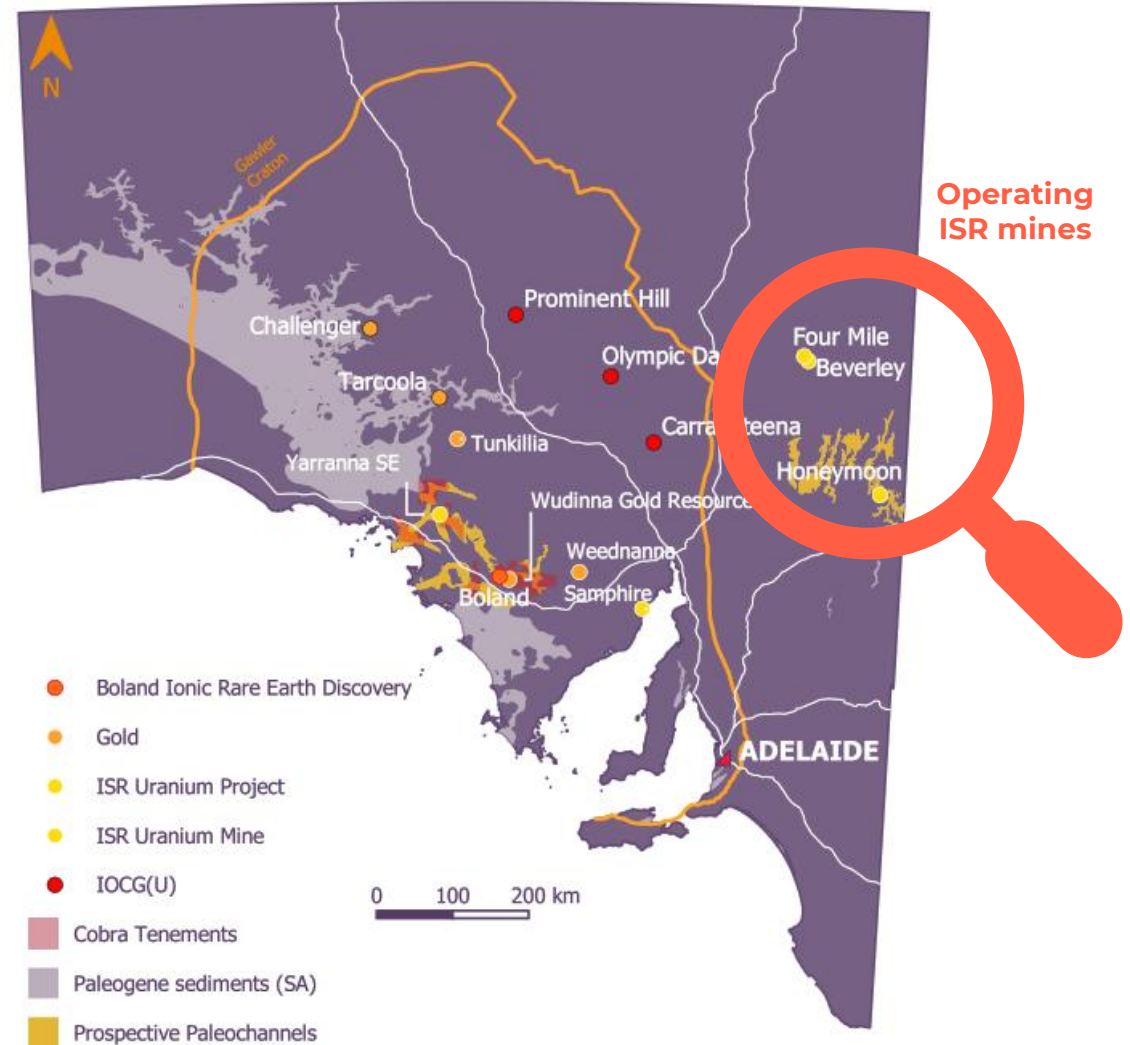 N
Gawler
Craton
Operating
ISR mines
Prominent Hill
Challenger
Four Mile
Olympic Da
Beverley
Tarcoola
Carra teena
Tunkillia
Yarranna SE
Honeymoon
Wudinna Gold Resource
Weednanna
Boland
Samphire
Boland Ionic Rare Earth Discovery
Gold
ISR Uranium Project
ADELAIDE
ISR Uranium Mine
IOCG(U)
0 100 200 km
Cobra Tenements
Paleogene sediments (SA)
Prospective Paleochannels